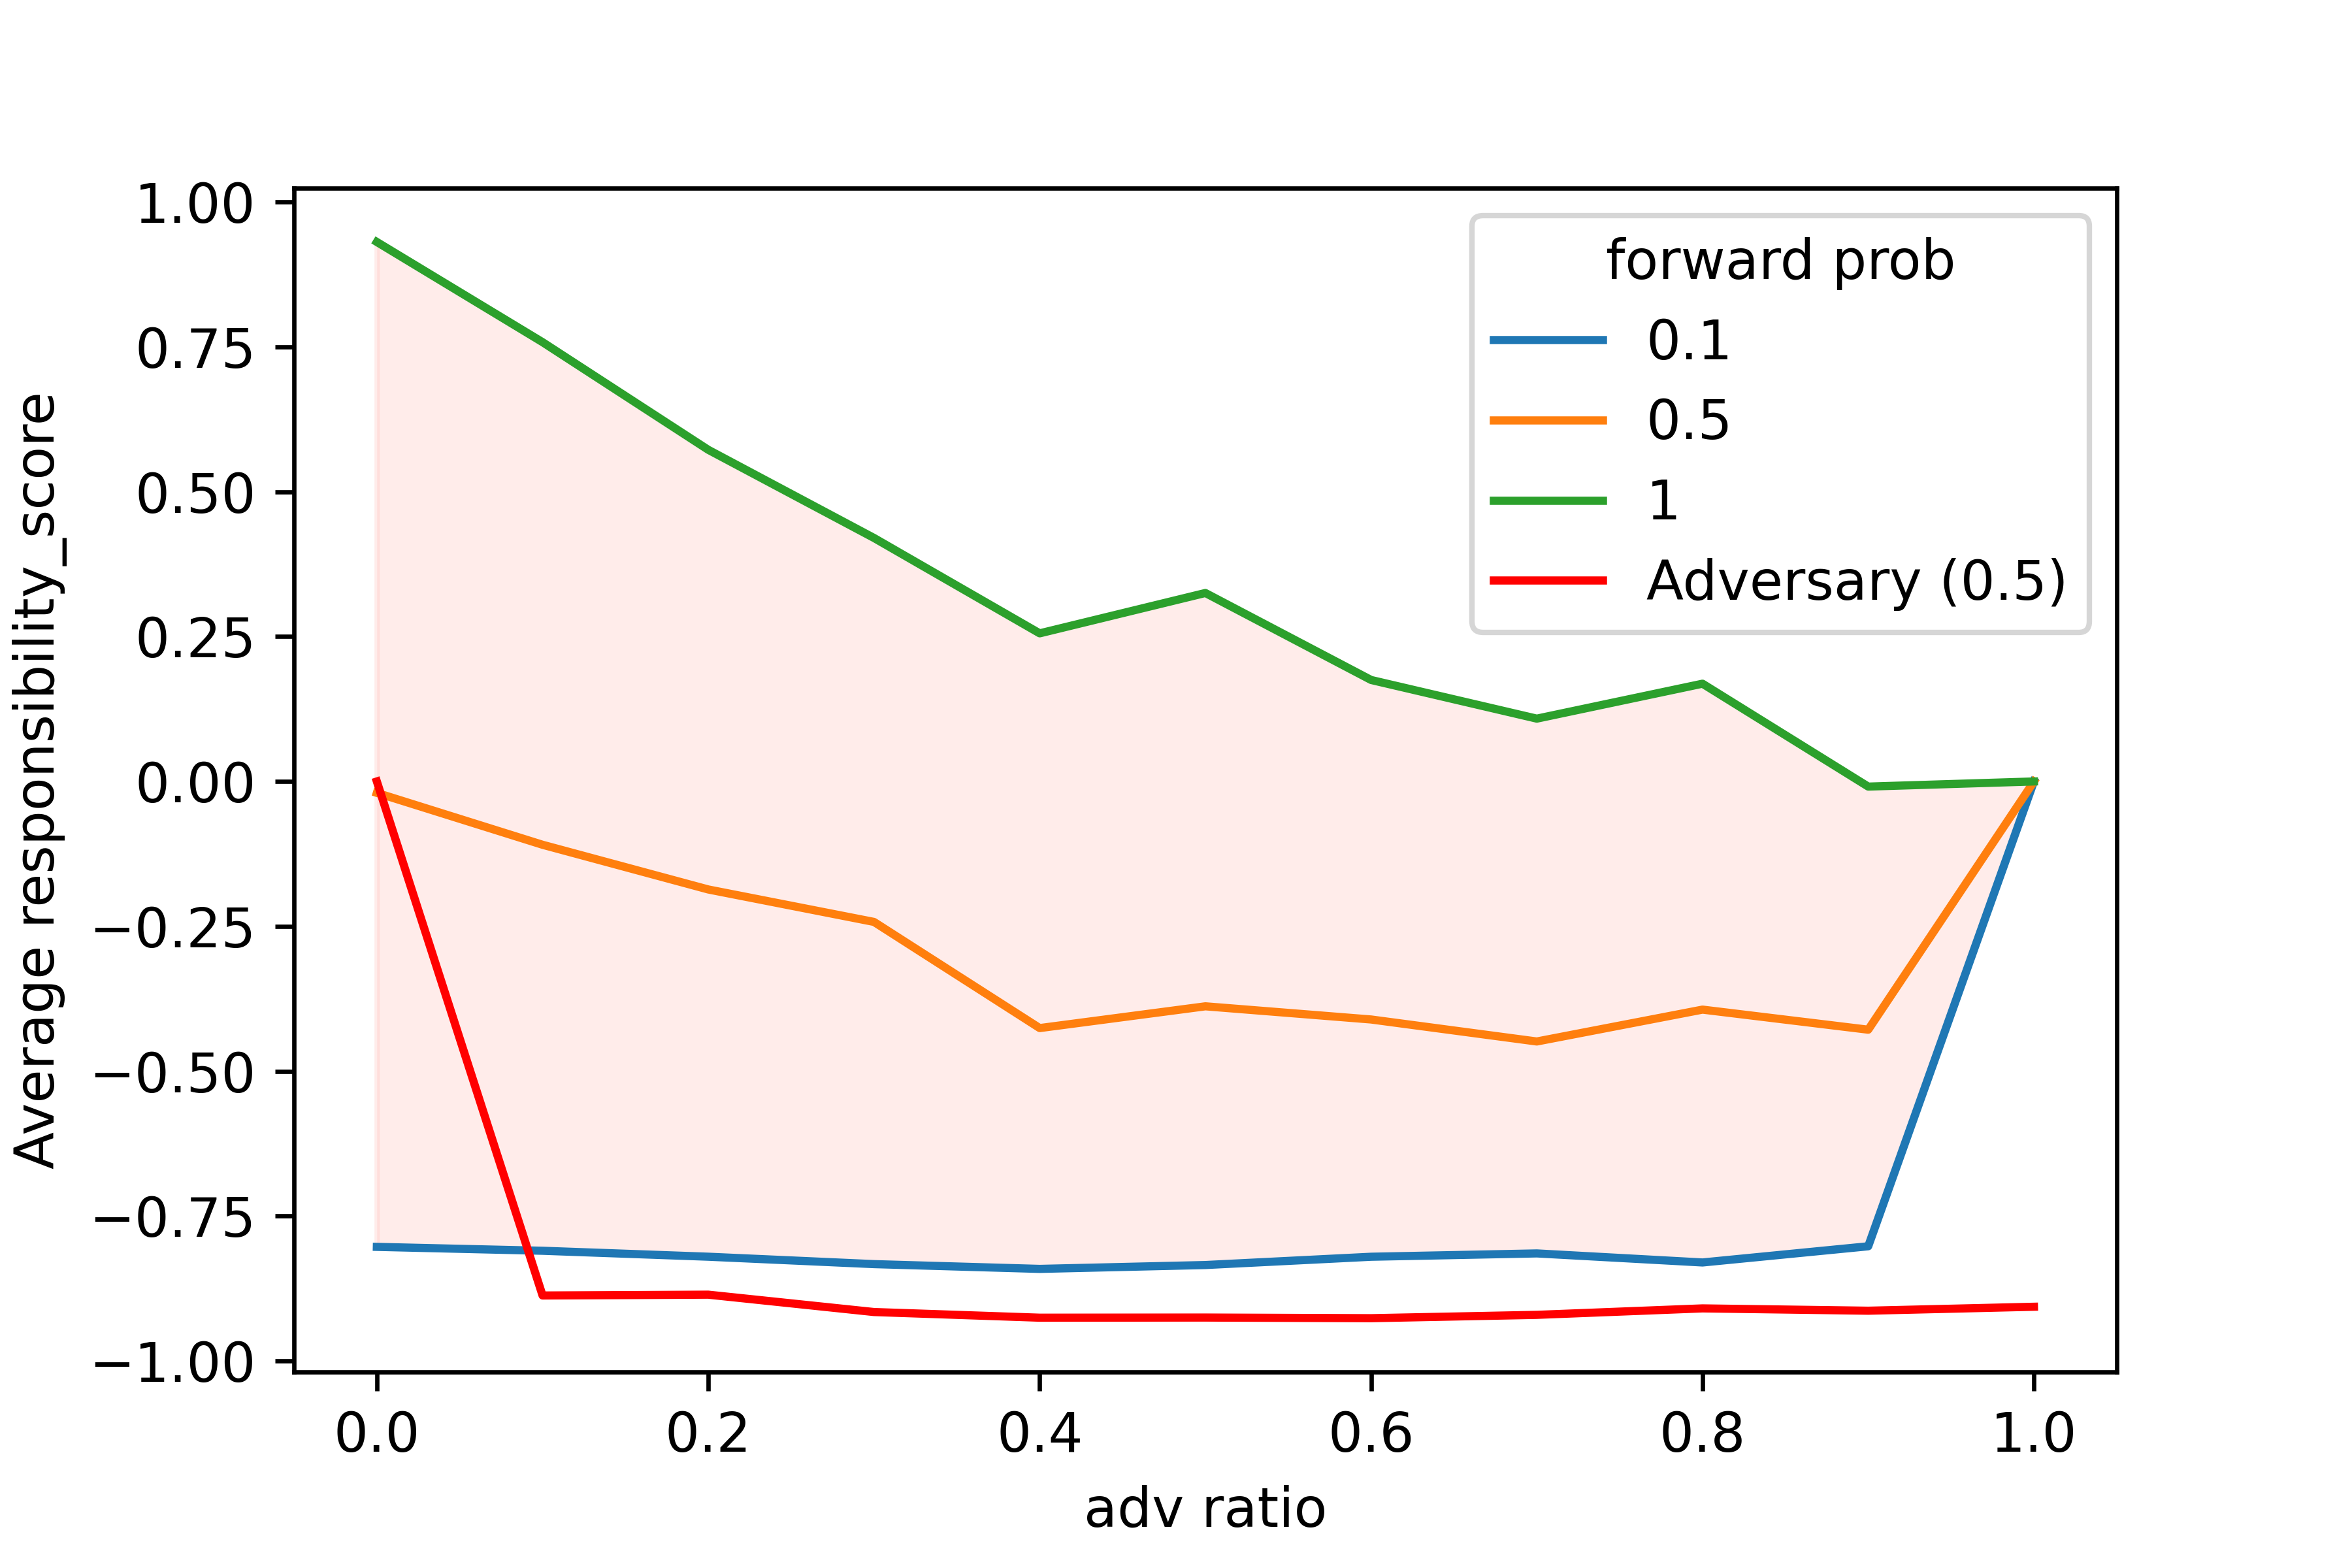 1.00
0.75
0.50
0.25
0.00
−0.25
−0.50
−0.75
−1.00
Average responsibility_score
forward prob
0.1
0.5
1
Adversary (0.5)
0.0 0.2 0.4 0.6 0.8 1.0
adv ratio